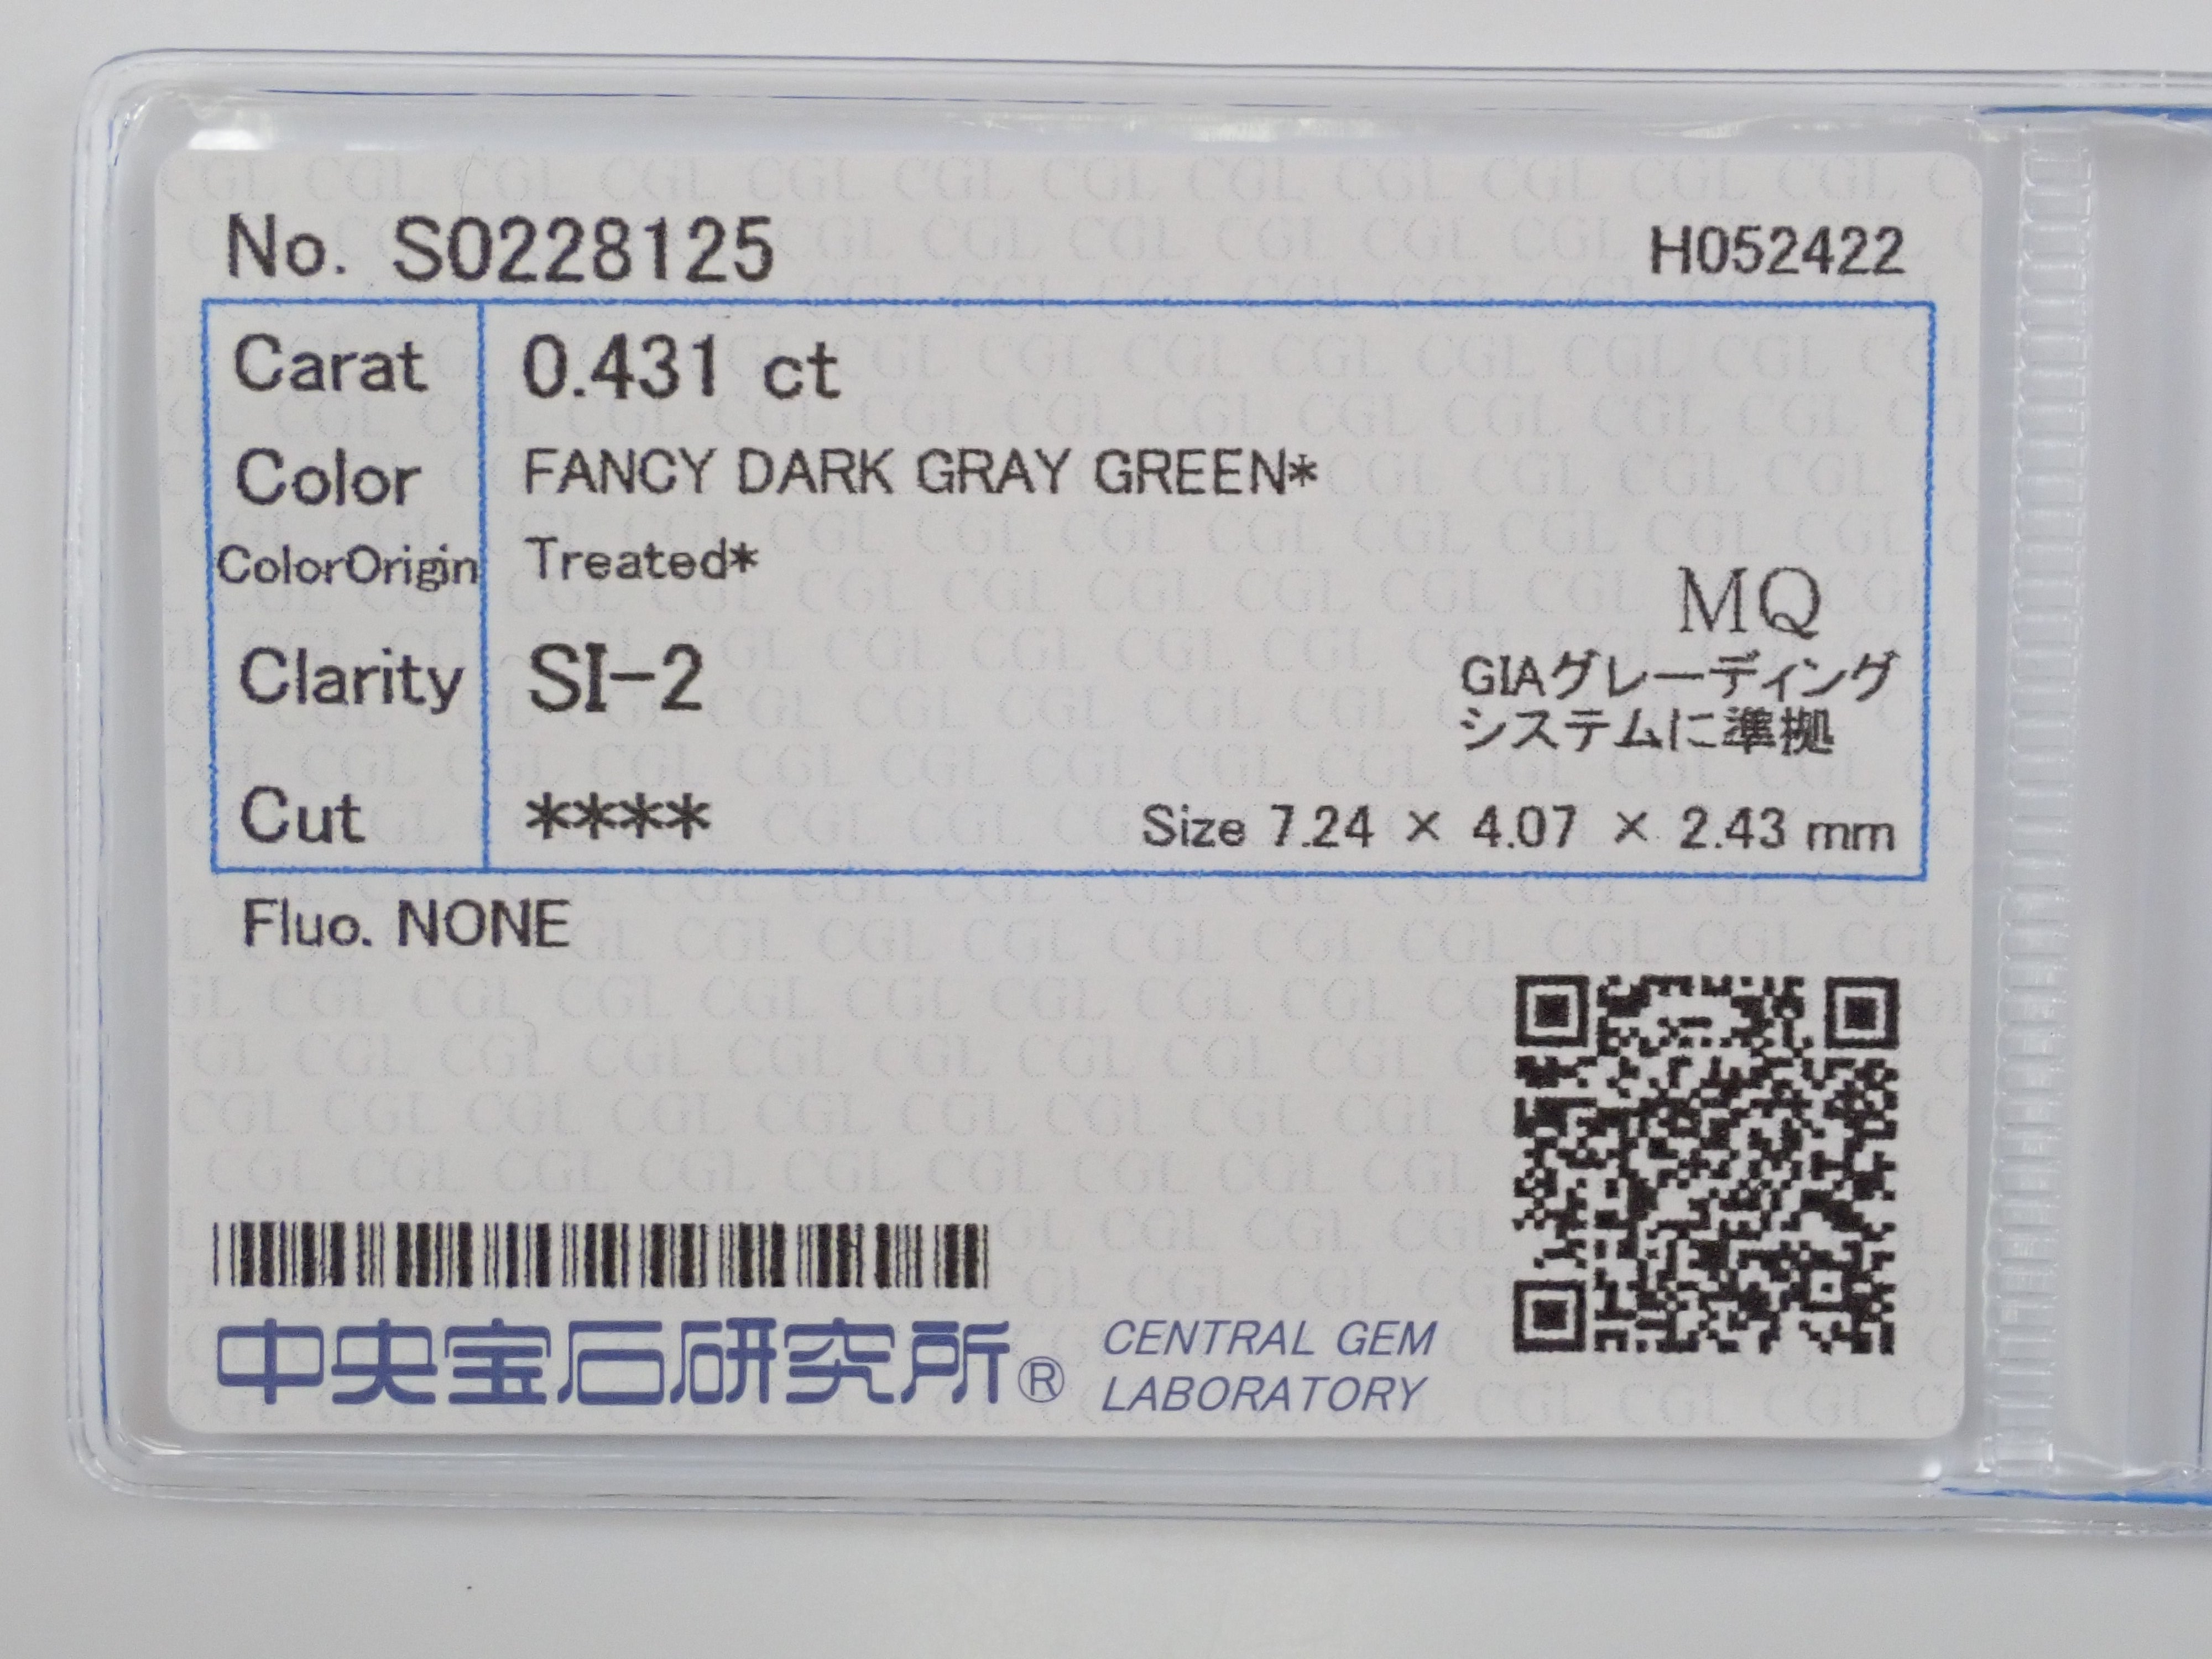 No. S0228125 H052422
Carat 0.431 ct
Color FANCY DARK GRAY GREEN*
ColorOrigin Treated*
MQ
Clarity SI-2
GIAグレーディング
システムに準拠
Cut **** Size 7.24 × 4.07 × 2.43 mm
Fluo. NONE
中央宝石研究所® CENTRAL GEM
LABORATORY